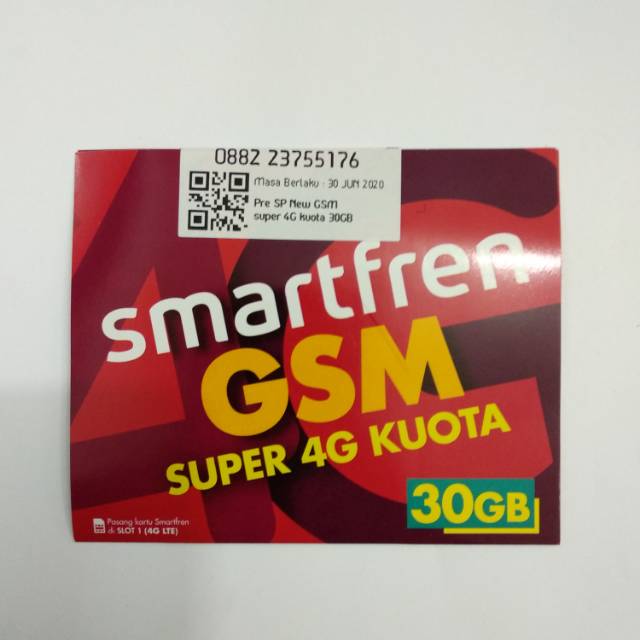 0882 23755176
Masa Berlaku : 30 JUN 2020
Pre SP New GSM
super 4G kuota 30GB
smartfren
GSM
SUPER 4G KUOTA
30GB
Pasang kartu Smartfren
di SLOT 1 (4G LTE)